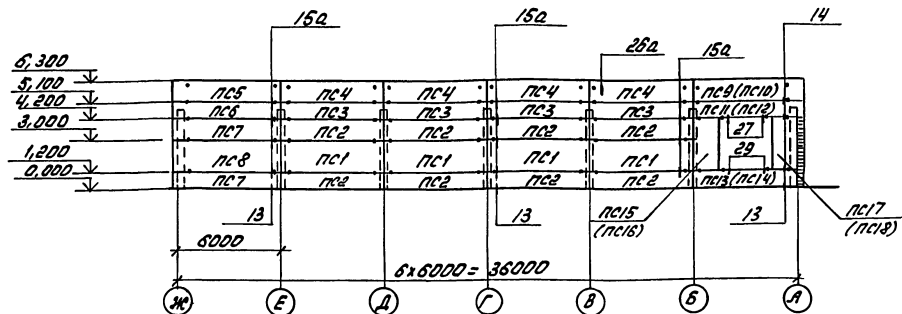 15а 15а 14
26а 15а
6,300
5,100
4,200
3,000
1,200
0,000
ПС5 ПС4 ПС4 ПС4 ПС4 ПС9(ПС10)
ПС6 ПС3 ПС3 ПС3 ПС3 ПС11(ПС12)
ПС7 ПС2 ПС2 ПС2 ПС2 27
ПС8 ПС1 ПС1 ПС1 ПС1 29
ПС7 ПС2 ПС2 ПС2 ПС2 ПС13(ПС14)
13 13 ПС15 13 ПС17
(ПС16) (ПС18)
6000
6х6000= 36000
Ж Е Д Г В Б А